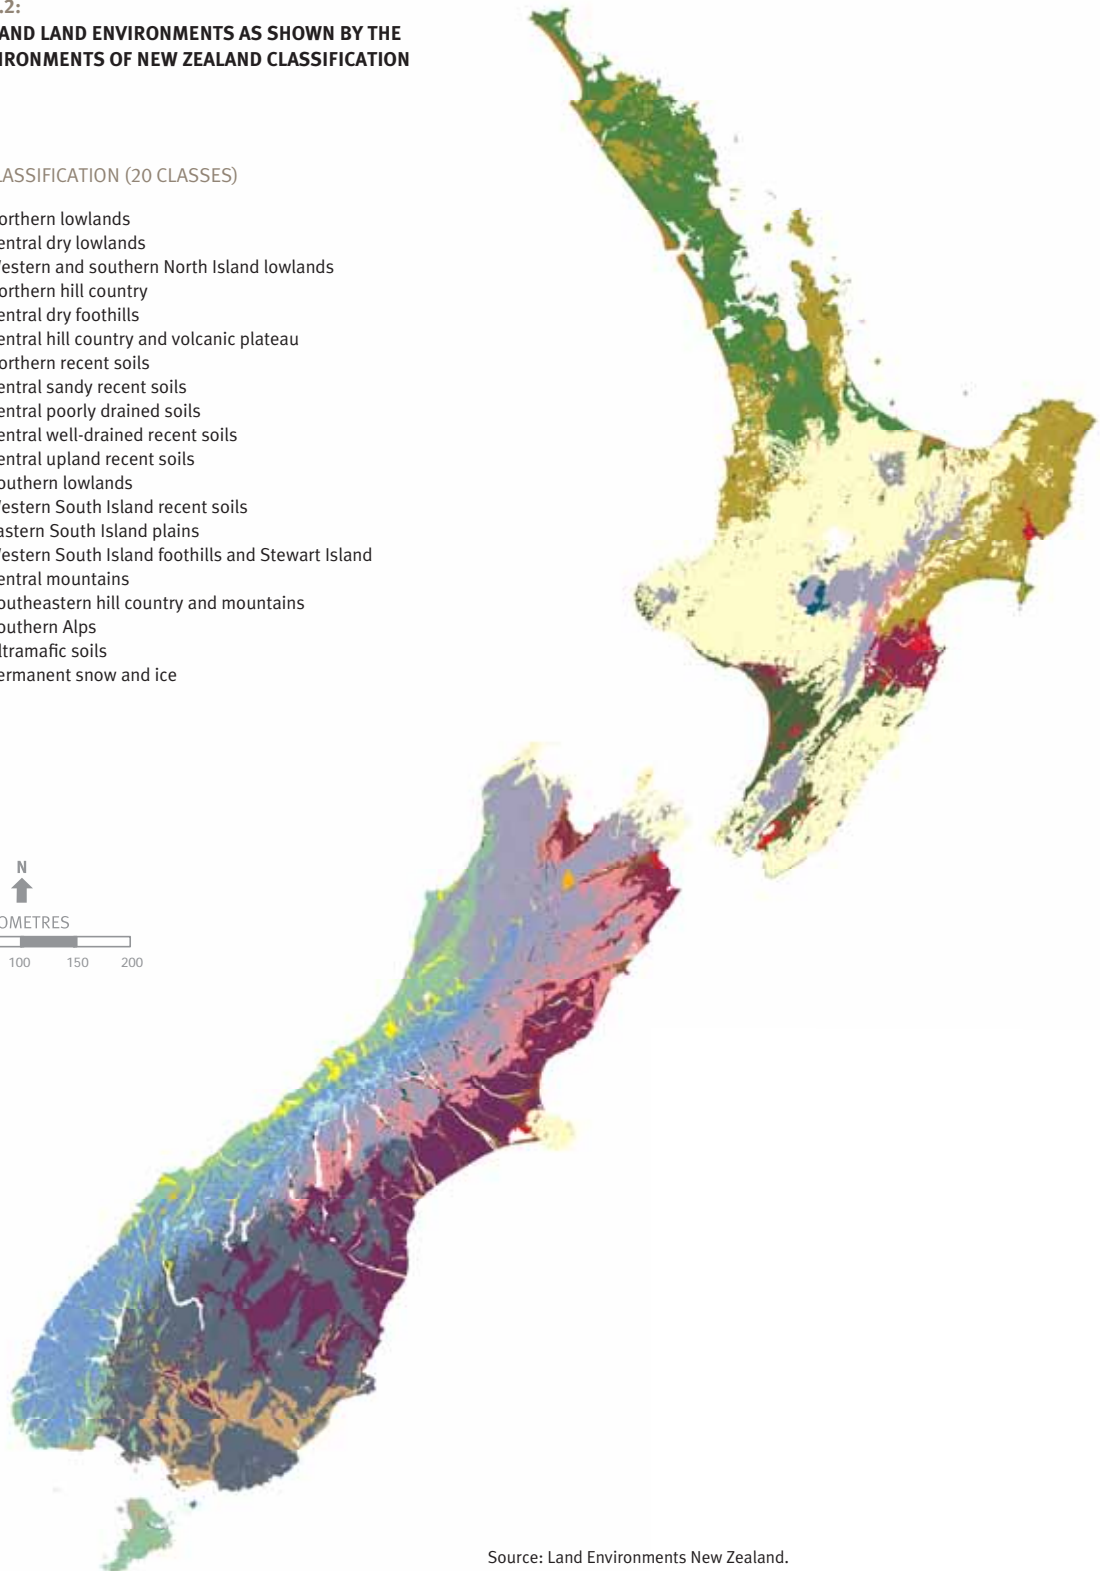 .2:
AND LAND ENVIRONMENTS AS SHOWN BY THE
IRONMENTS OF NEW ZEALAND CLASSIFICATION
LASSIFICATION (20 CLASSES)
orthern lowlands
entral dry lowlands
estern and southern North Island lowlands
orthern hill country
entral dry foothills
entral hill country and volcanic plateau
orthern recent soils
entral sandy recent soils
entral poorly drained soils
entral well-drained recent soils
entral upland recent soils
outhern lowlands
estern South Island recent soils
astern South Island plains
estern South Island foothills and Stewart Island
entral mountains
outheastern hill country and mountains
outhern Alps
ltramafic soils
ermanent snow and ice
N
OMETRES
100 150 200
Source: Land Environments New Zealand.